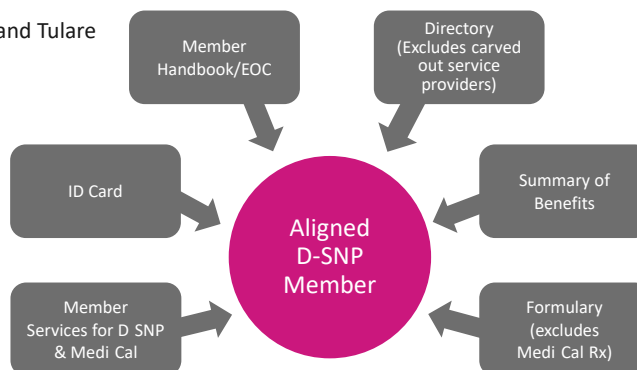 and Tulare
Member
Handbook/EOC
Directory
(Excludes carved
out service
providers)
ID Card
Summary of
Benefits
Aligned
D-SNP
Member
Member
Services for D SNP
& Medi Cal
Formulary
(excludes
Medi Cal Rx)